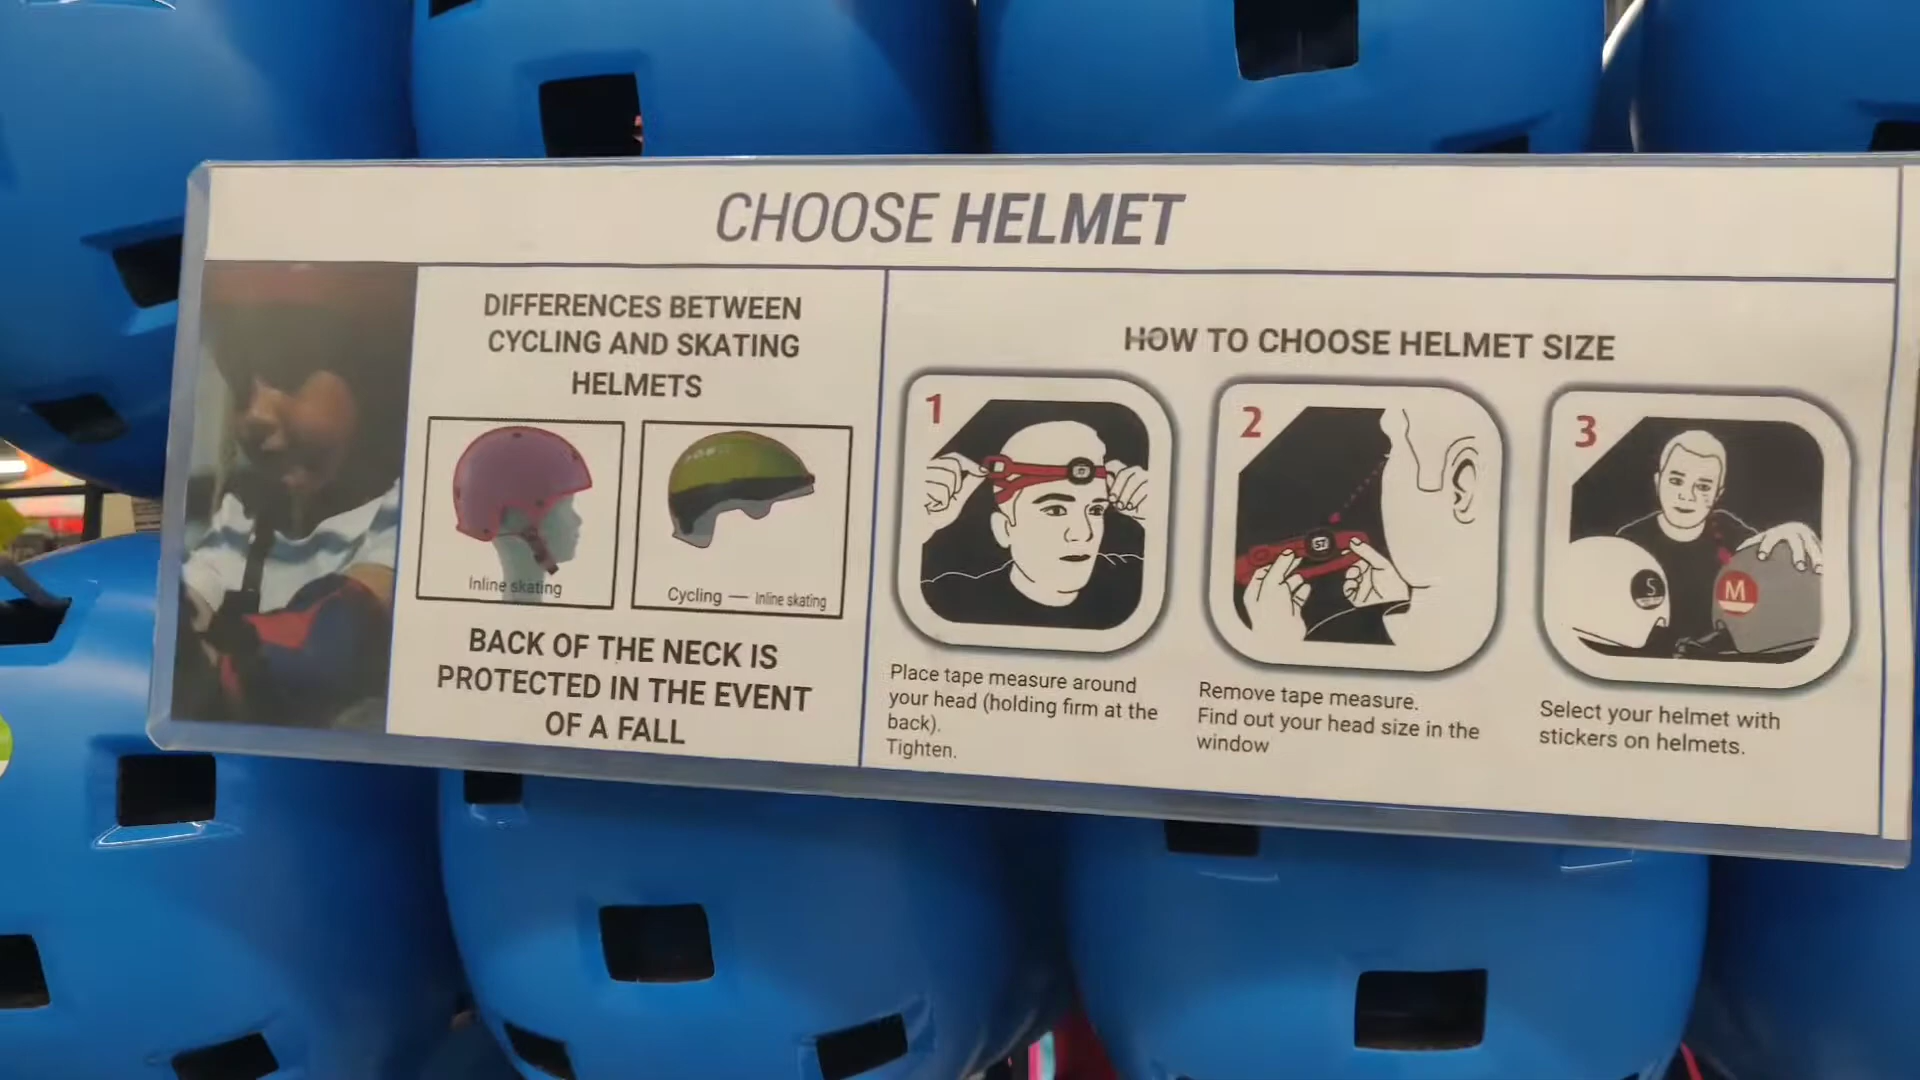 CHOOSE HELMET
DIFFERENCES BETWEEN
CYCLING AND SKATING
HELMETS
Inline skating
Cycling — Inline skating
BACK OF THE NECK IS
PROTECTED IN THE EVENT
OF A FALL
HOW TO CHOOSE HELMET SIZE
1
Place tape measure around
your head (holding firm at the
back).
Tighten.
2
57
Remove tape measure.
Find out your head size in the
window
3
S
M
Select your helmet with
stickers on helmets.